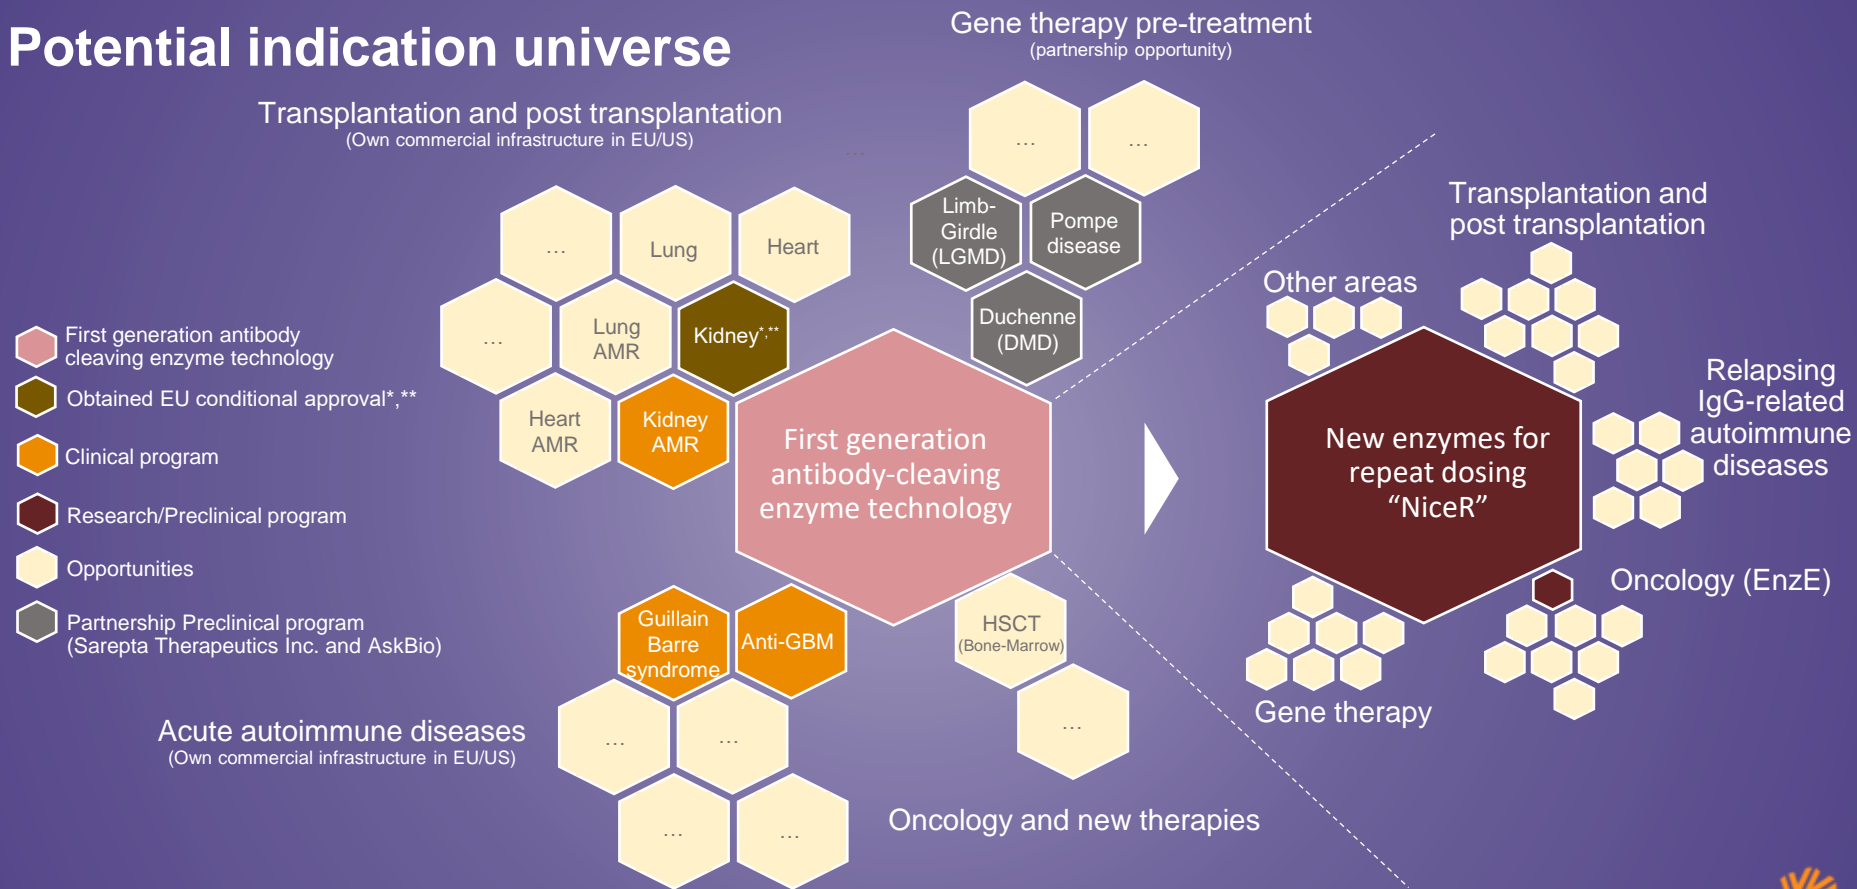 Potential indication universe
Gene therapy pre-treatment
(partnership opportunity)
Transplantation and post transplantation
(Own commercial infrastructure in EU/US)
...
...
...
Limb-
Girdle
(LGMD)
Pompe
disease
Duchenne
(DMD)
...
Lung
Heart
...
Lung
AMR
Kidney*,**
Heart
AMR
Kidney
AMR
First generation antibody
cleaving enzyme technology
Obtained EU conditional approval*,**
Clinical program
Research/Preclinical program
Opportunities
Partnership Preclinical program
(Sarepta Therapeutics Inc. and AskBio)
First generation
antibody-cleaving
enzyme technology
Guillain
Barre
syndrome
Anti-GBM
HSCT
(Bone-Marrow)
...
...
...
...
...
Acute autoimmune diseases
(Own commercial infrastructure in EU/US)
Oncology and new therapies
Transplantation and
post transplantation
Other areas
Relapsing
IgG-related
autoimmune
diseases
New enzymes for
repeat dosing
“NiceR”
Oncology (EnzE)
Gene therapy